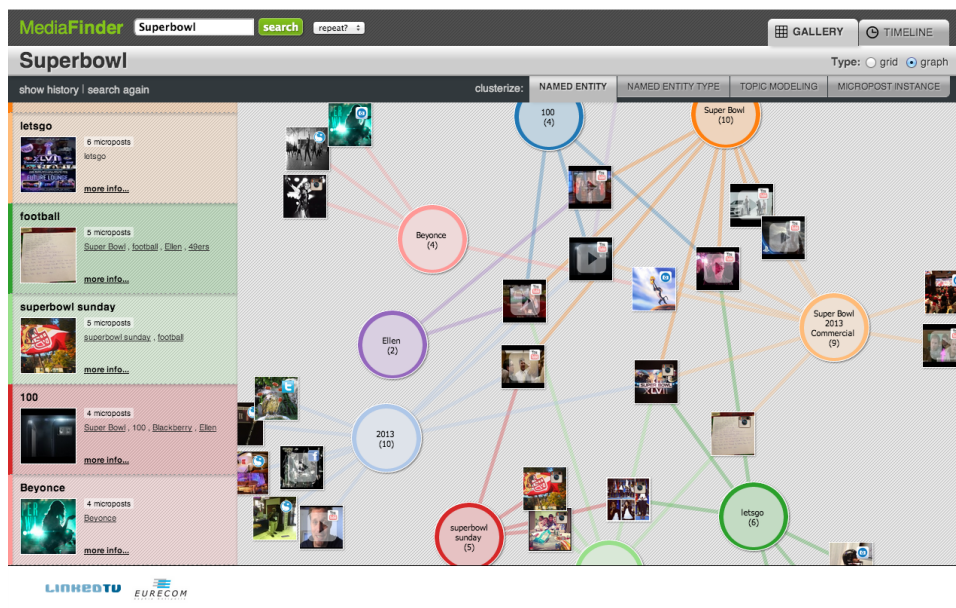 MediaFinder Superbowl search repeat?
GALLERY TIMELINE
Superbowl
Type: grid graph
show history | search again
clusterize: NAMED ENTITY NAMED ENTITY TYPE TOPIC MODELING MICROPOST INSTANCE
letsgo
6 microposts
letsgo
more info...
football
5 microposts
Super Bowl , football , Ellen , 49ers
more info...
superbowl sunday
5 microposts
superbowl sunday , football
more info...
100
4 microposts
Super Bowl , 100 , Blackberry , Ellen
more info...
Beyonce
4 microposts
Beyonce
more info...
100
(4)
Super Bowl
(10)
Beyonce
(4)
Super Bowl
2013
Commercial
(9)
Ellen
(2)
2013
(10)
superbowl
sunday
(5)
letsgo
(6)
SUPER BOWL
XLVII
LINKEDTV
EURECOM